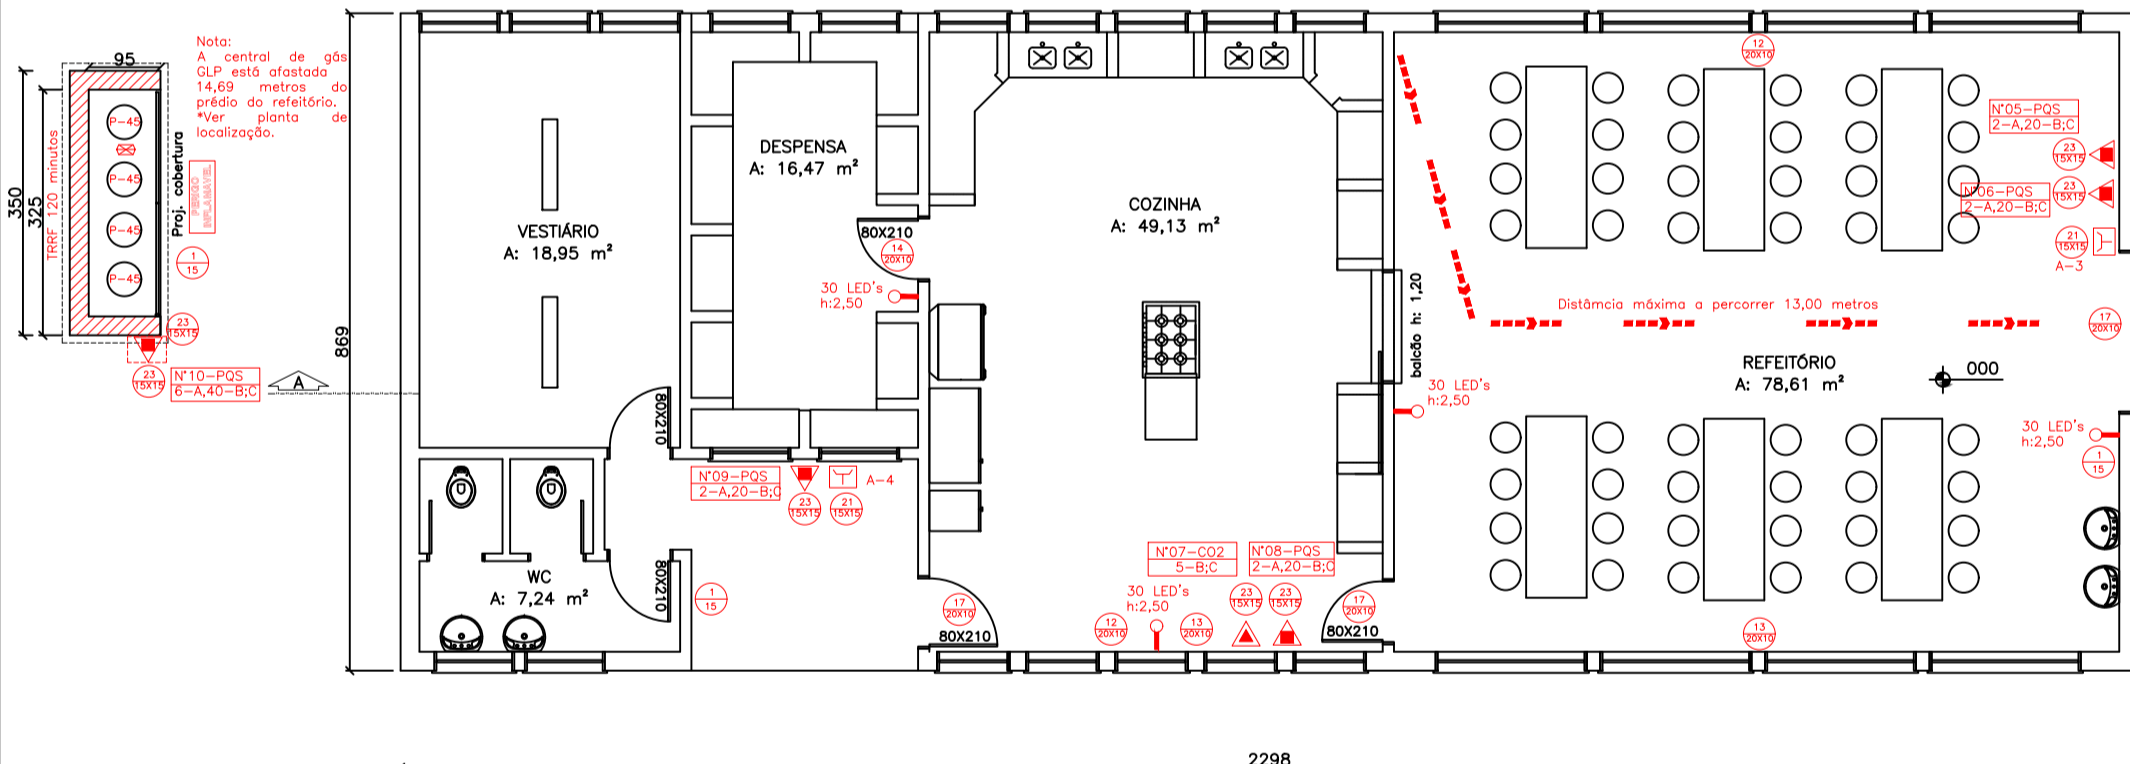 Nota:
A central de gás
GLP está afastada
14,69 metros do
prédio do refeitório.
*Ver planta de
localização.
95
350
325
TRRF 120 minutos
P-45
P-45
P-45
P-45
Proj. cobertura
PERIGO
INFLAMÁVEL
1
15
23
15X15
23
15X15
N°10-PQS
6-A,40-B;C
A
869
VESTIÁRIO
A: 18,95 m²
80X210
WC
A: 7,24 m²
80X210
1
15
DESPENSA
A: 16,47 m²
80X210
14
20X10
30 LED's
h:2,50
N°09-PQS
2-A,20-B;C
23
15X15
21
15X15
A-4
COZINHA
A: 49,13 m²
balcão h: 1,20
17
20X10
80X210
12
20X10
30 LED's
h:2,50
13
20X10
N°07-CO2
5-B;C
N°08-PQS
2-A,20-B;C
23
15X15
23
15X15
17
20X10
80X210
30 LED's
h:2,50
12
20X10
N°05-PQS
2-A,20-B;C
23
15X15
N°06-PQS
2-A,20-B;C
23
15X15
21
15X15
A-3
Distâmcia máxima a percorrer 13,00 metros
17
20X10
REFEITÓRIO
A: 78,61 m²
000
30 LED's
h:2,50
1
15
13
20X10
2298